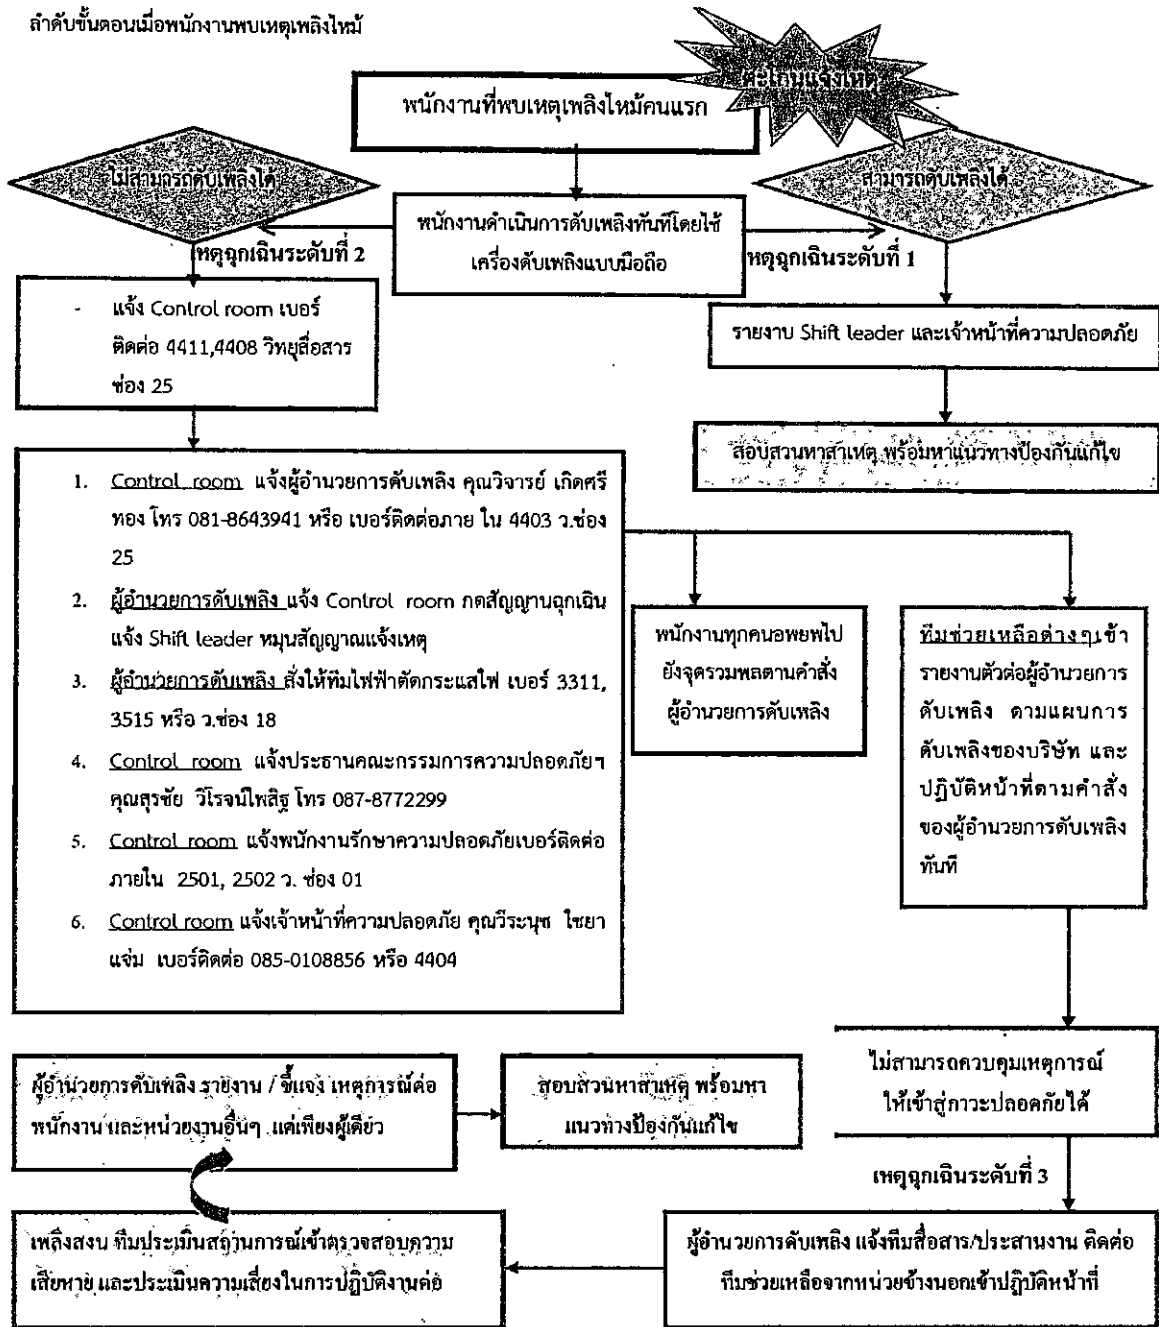 ลำดับขั้นตอนเมื่อพนักงานพบเหตุเพลิงไหม้
ตะโกนแจ้งเหตุ
พนักงานที่พบเหตุเพลิงไหม้คนแรก
ไม่สามารถดับเพลิงได้
สามารถดับเพลิงได้
พนักงานดำเนินการดับเพลิงทันทีโดยใช้
เครื่องดับเพลิงแบบมือถือ
เหตุฉุกเฉินระดับที่ 2
เหตุฉุกเฉินระดับที่ 1
- แจ้ง Control room เบอร์
ติดต่อ 4411,4408 วิทยุสื่อสาร
ช่อง 25
รายงาน Shift leader และเจ้าหน้าที่ความปลอดภัย
สอบสวนหาสาเหตุ พร้อมหาแนวทางป้องกันแก้ไข
1. Control room แจ้งผู้อำนวยการดับเพลิง คุณวิจารย์ เกิดศรี
ทอง โทร 081-8643941 หรือ เบอร์ติดต่อภาย ใน 4403 ว.ช่อง
25
2. ผู้อำนวยการดับเพลิง แจ้ง Control room กดสัญญานฉุกเฉิน
แจ้ง Shift leader หมุนสัญญาณแจ้งเหตุ
3. ผู้อำนวยการดับเพลิง สั่งให้ทีมไฟฟ้าตัดกระแสไฟ เบอร์ 3311,
3515 หรือ ว.ช่อง 18
4. Control room แจ้งประธานคณะกรรมการความปลอดภัยฯ
คุณสุรชัย วิโรจน์ไพสิฐ โทร 087-8772299
5. Control room แจ้งพนักงานรักษาความปลอดภัยเบอร์ติดต่อ
ภายใน 2501, 2502 ว. ช่อง 01
6. Control room แจ้งเจ้าหน้าที่ความปลอดภัย คุณวีระนุช ไชยา
แจ่ม เบอร์ติดต่อ 085-0108856 หรือ 4404
พนักงานทุกคนอพยพไป
ยังจุดรวมพลตามคำสั่ง
ผู้อำนวยการดับเพลิง
ทีมช่วยเหลือต่างๆเข้า
รายงานตัวต่อผู้อำนวยการ
ดับเพลิง ตามแผนการ
ดับเพลิงของบริษัท และ
ปฏิบัติหน้าที่ตามคำสั่ง
ของผู้อำนวยการดับเพลิง
ทันที
ไม่สามารถควบคุมเหตุการณ์
ให้เข้าสู่ภาวะปลอดภัยได้
ผู้อำนวยการดับเพลิง รายงาน / ชี้แจง เหตุการณ์ต่อ
พนักงาน และหน่วยงานอื่นๆ แต่เพียงผู้เดียว
สอบสวนหาสาเหตุ พร้อมหา
แนวทางป้องกันแก้ไข
เหตุฉุกเฉินระดับที่ 3
เพลิงสงบ ทีมประเมินสถานการณ์เข้าตรวจสอบความ
เสียหาย และประเมินความเสี่ยงในการปฏิบัติงานต่อ
ผู้อำนวยการดับเพลิง แจ้งทีมสื่อสาร/ประสานงาน ติดต่อ
ทีมช่วยเหลือจากหน่วยข้างนอกเข้าปฏิบัติหน้าที่